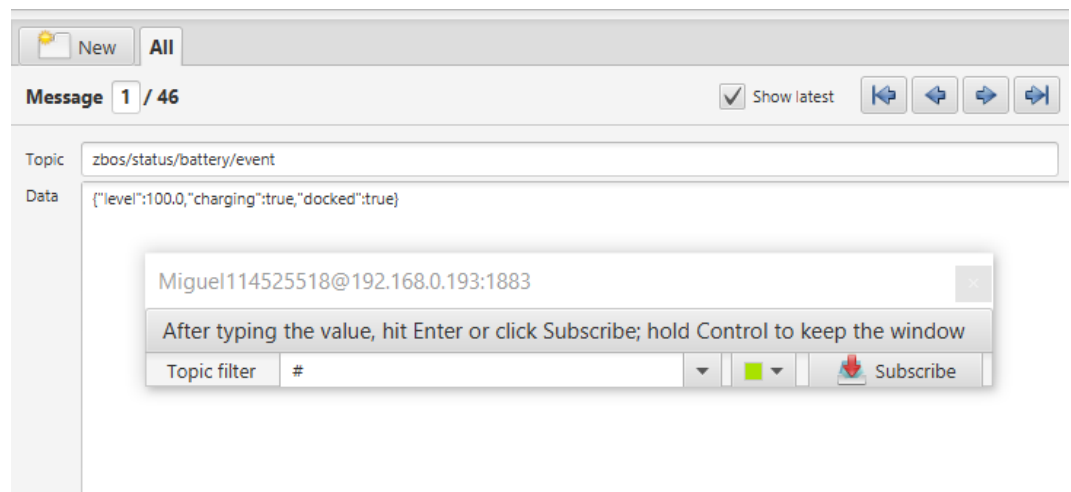 New All
Message 1 / 46 Show latest
Topic zbos/status/battery/event
Data {"level":100.0,"charging":true,"docked":true}
Miguel114525518@192.168.0.193:1883
After typing the value, hit Enter or click Subscribe; hold Control to keep the window
Topic filter # Subscribe